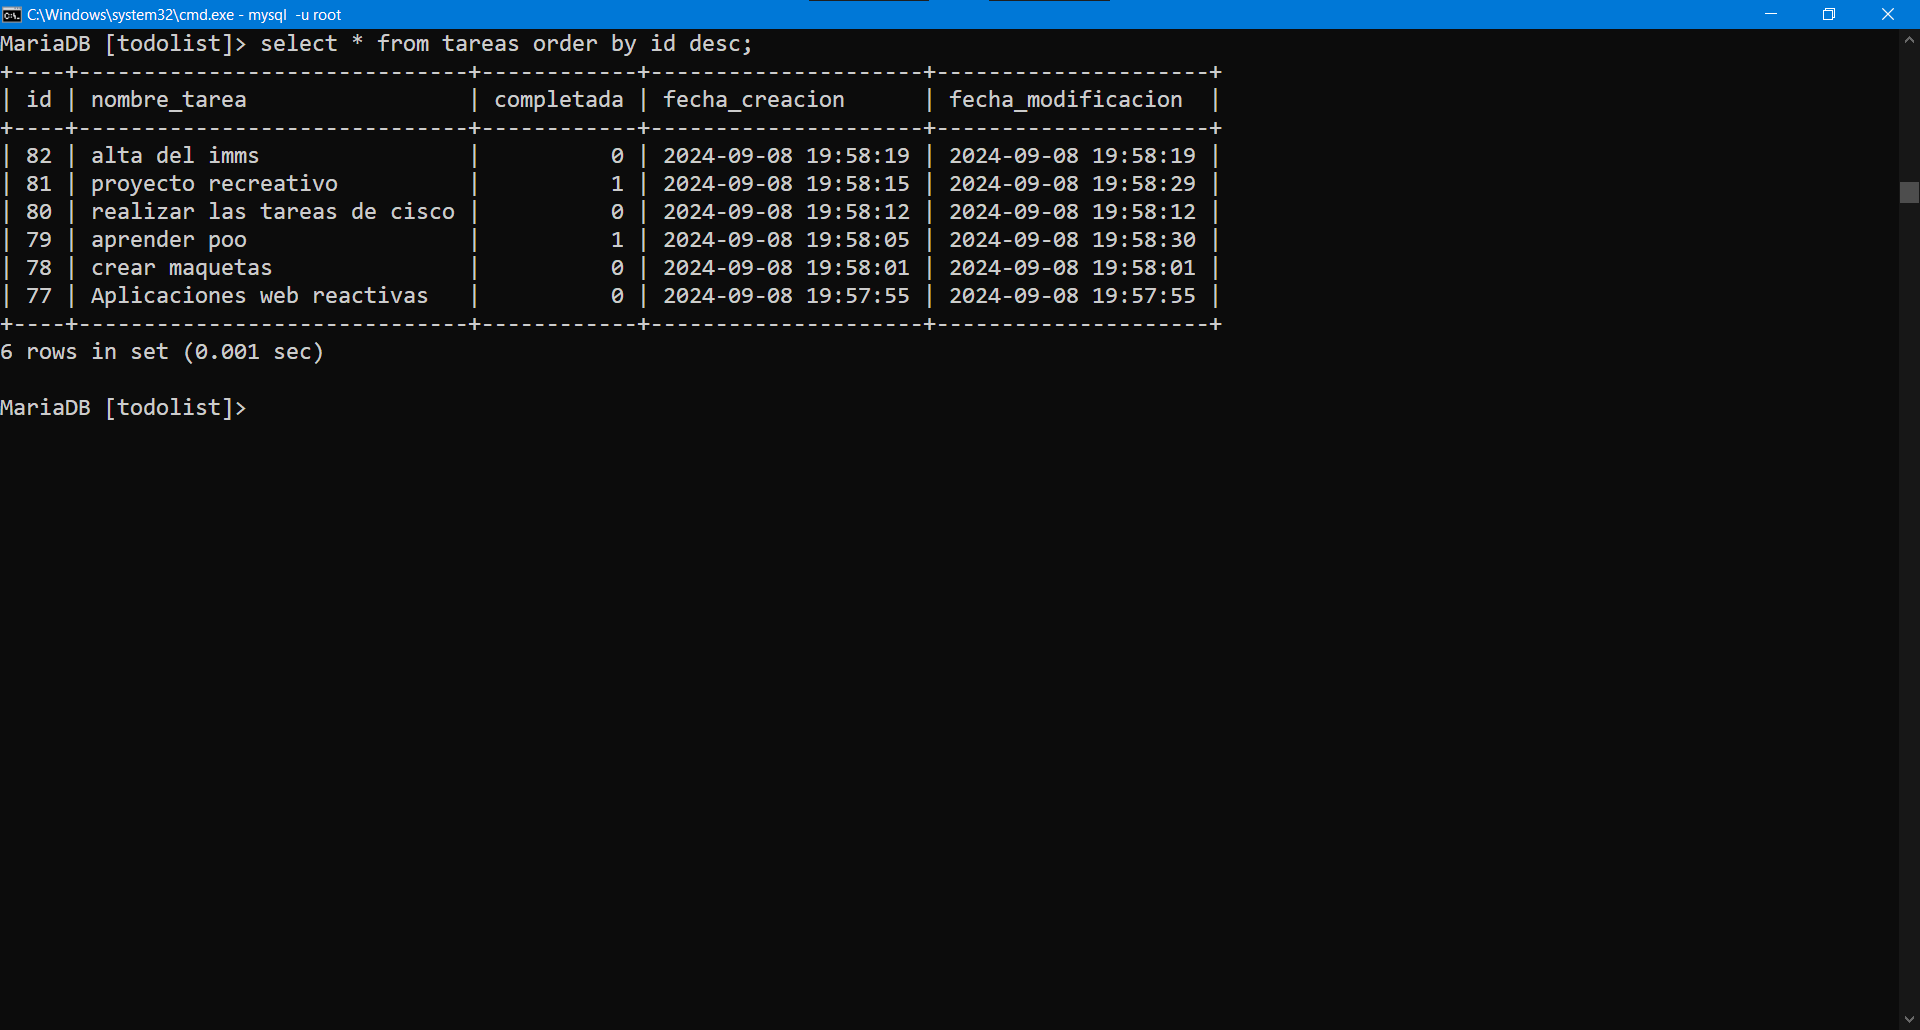 C:\Windows\system32\cmd.exe - mysql  -u root
MariaDB [todolist]> select * from tareas order by id desc;
+----+------------------------------+------------+---------------------+---------------------+
| id | nombre_tarea                 | completada | fecha_creacion      | fecha_modificacion  |
+----+------------------------------+------------+---------------------+---------------------+
| 82 | alta del imms                |          0 | 2024-09-08 19:58:19 | 2024-09-08 19:58:19 |
| 81 | proyecto recreativo          |          1 | 2024-09-08 19:58:15 | 2024-09-08 19:58:29 |
| 80 | realizar las tareas de cisco |          0 | 2024-09-08 19:58:12 | 2024-09-08 19:58:12 |
| 79 | aprender poo                 |          1 | 2024-09-08 19:58:05 | 2024-09-08 19:58:30 |
| 78 | crear maquetas               |          0 | 2024-09-08 19:58:01 | 2024-09-08 19:58:01 |
| 77 | Aplicaciones web reactivas   |          0 | 2024-09-08 19:57:55 | 2024-09-08 19:57:55 |
+----+------------------------------+------------+---------------------+---------------------+
6 rows in set (0.001 sec)
MariaDB [todolist]>